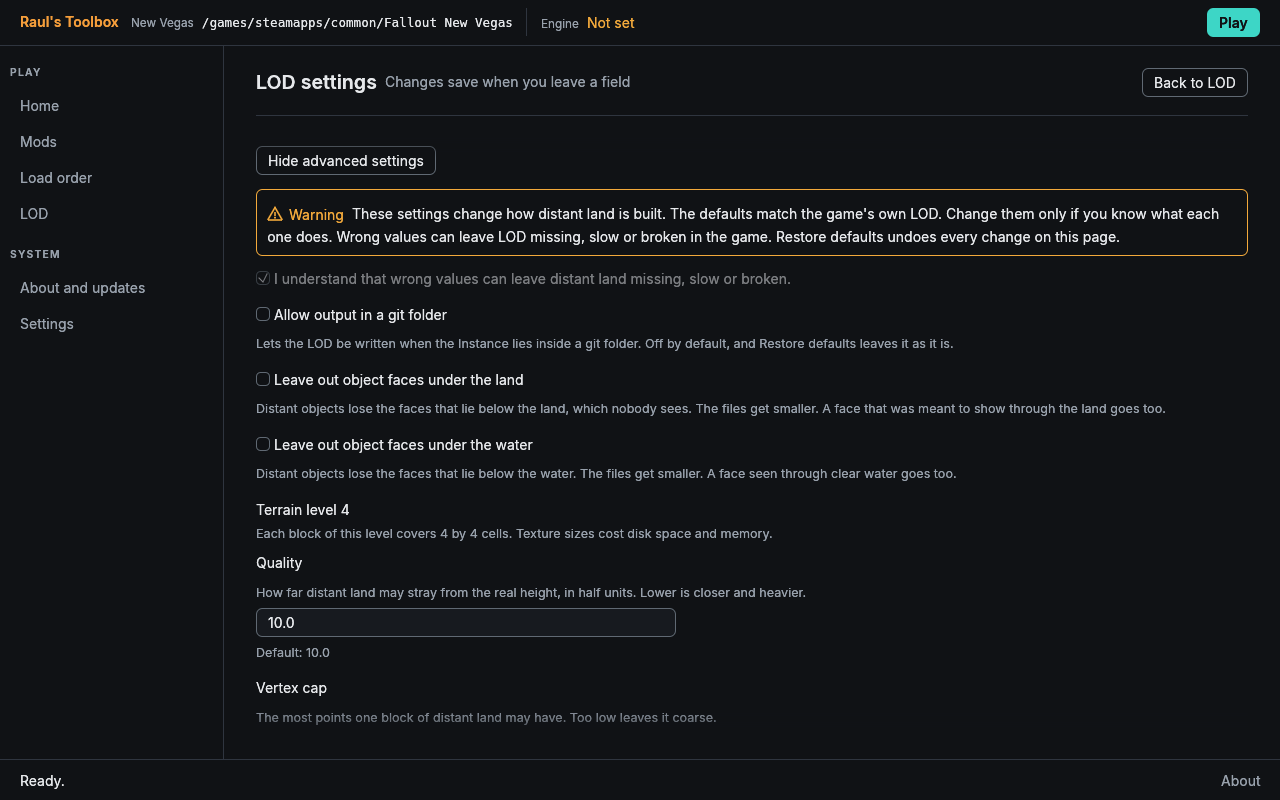 Raul's Toolbox New Vegas /games/steamapps/common/Fallout New Vegas Engine Not set Play
PLAY
Home
Mods
Load order
LOD
SYSTEM
About and updates
Settings
LOD settings Changes save when you leave a field Back to LOD
Hide advanced settings
Warning These settings change how distant land is built. The defaults match the game's own LOD. Change them only if you know what each
one does. Wrong values can leave LOD missing, slow or broken in the game. Restore defaults undoes every change on this page.
I understand that wrong values can leave distant land missing, slow or broken.
Allow output in a git folder
Lets the LOD be written when the Instance lies inside a git folder. Off by default, and Restore defaults leaves it as it is.
Leave out object faces under the land
Distant objects lose the faces that lie below the land, which nobody sees. The files get smaller. A face that was meant to show through the land goes too.
Leave out object faces under the water
Distant objects lose the faces that lie below the water. The files get smaller. A face seen through clear water goes too.
Terrain level 4
Each block of this level covers 4 by 4 cells. Texture sizes cost disk space and memory.
Quality
How far distant land may stray from the real height, in half units. Lower is closer and heavier.
10.0
Default: 10.0
Vertex cap
The most points one block of distant land may have. Too low leaves it coarse.
Ready. About